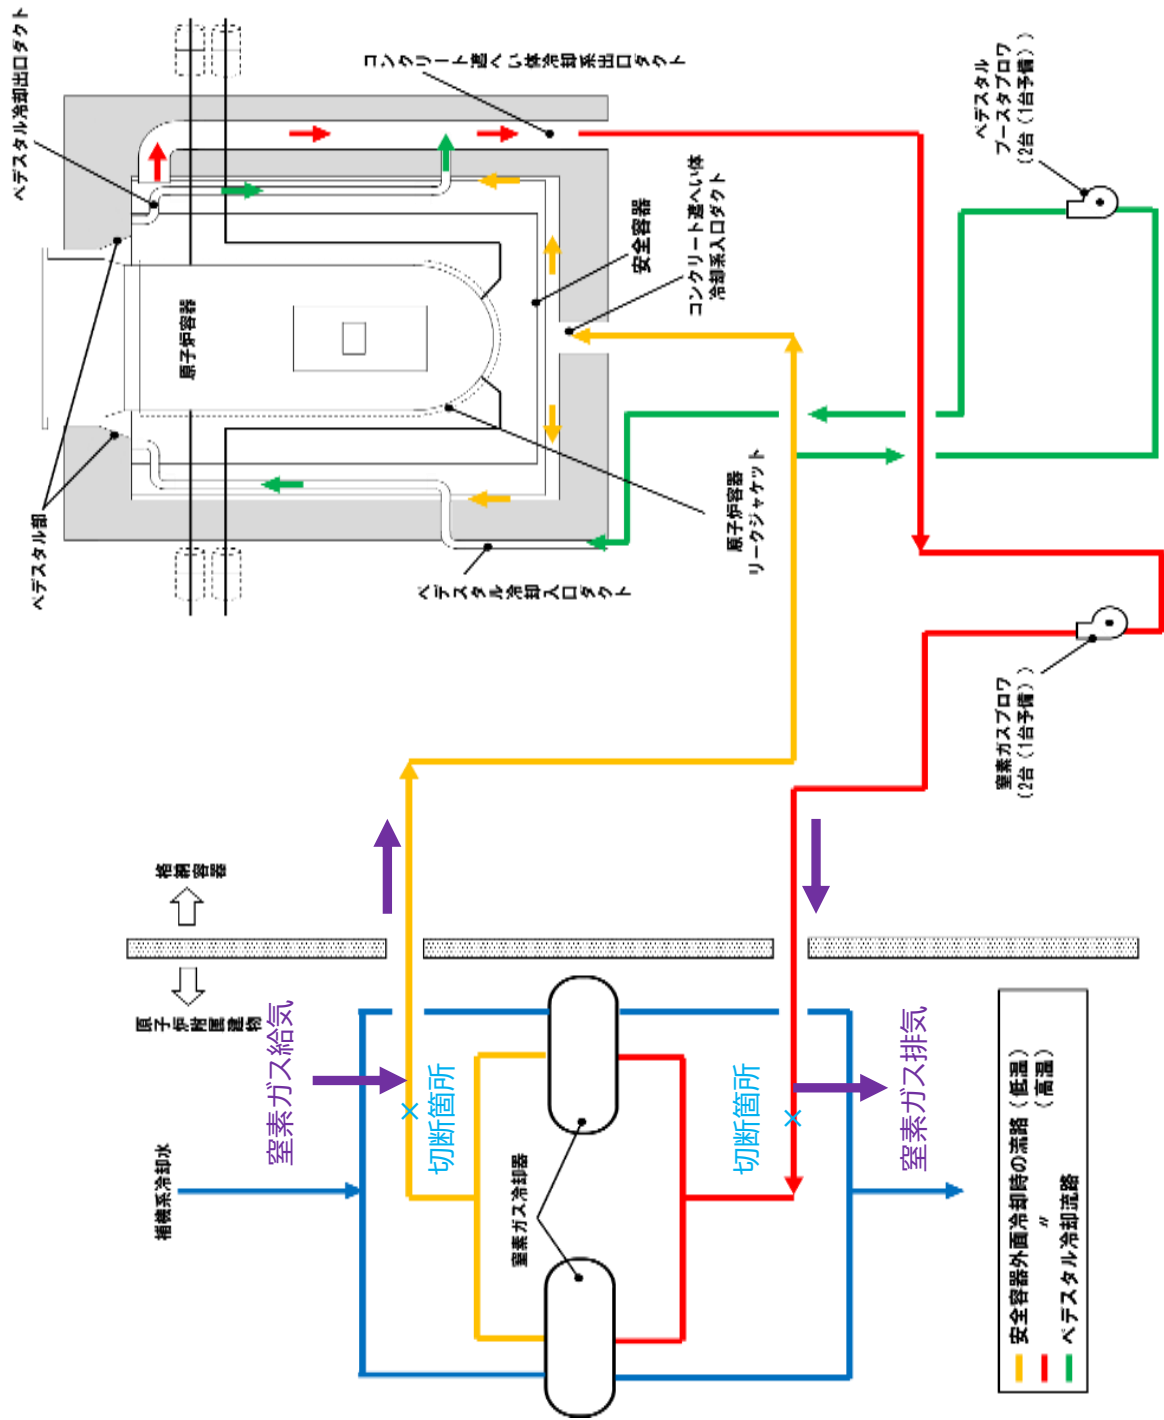 ペデスタル冷却出口ダクト
コンクリート遮へい体冷却系出口ダクト
ペデスタル
ブースタブロワ
(2台(1台予備))
安全容器
コンクリート遮へい体
冷却系入口ダクト
原子炉容器
ペデスタル部
原子炉容器
リークジャケット
ペデスタル冷却入口ダクト
窒素ガスブロワ
(2台(1台予備))
格納容器
原子炉附属建物
窒素ガス給気
切断箇所
切断箇所
窒素ガス排気
補機系冷却水
窒素ガス冷却器
安全容器外面冷却時の流路(低温)
〃 (高温)
ペデスタル冷却流路